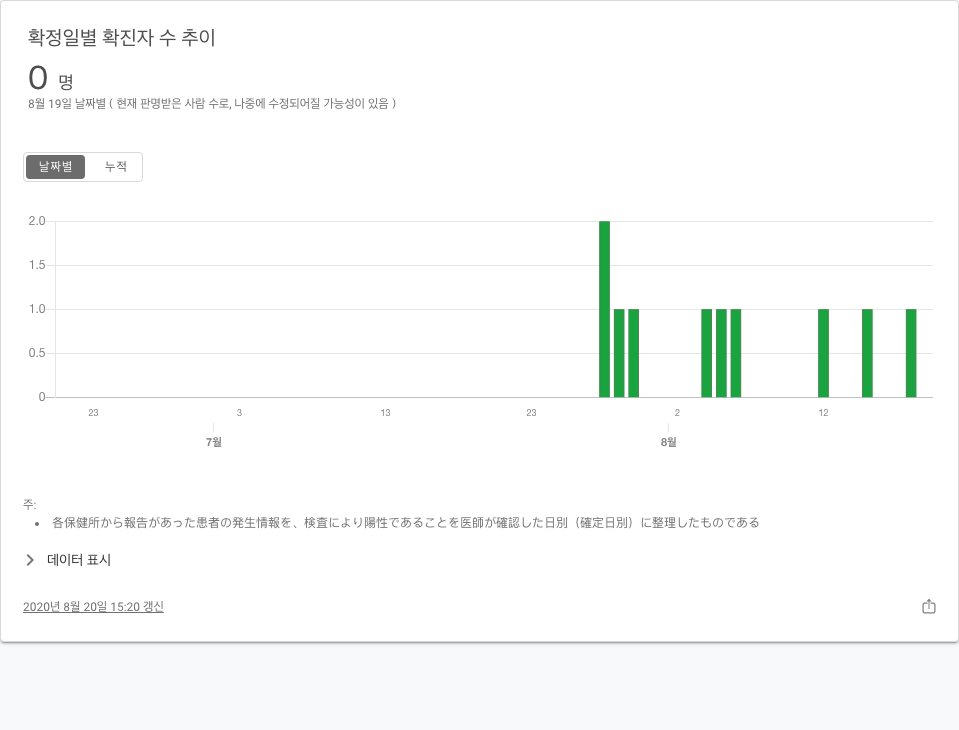 확정일별 확진자 수 추이
0 명
8월 19일 날짜별 ( 현재 판명받은 사람 수로, 나중에 수정되어질 가능성이 있음 )
날짜별 누적
2.0
1.5
1.0
0.5
0
23 3 13 23 2 12
7월 8월
주:
• 各保健所から報告があった患者の発生情報を、検査により陽性であることを医師が確認した日別（確定日別）に整理したものである
데이터 표시
2020년 8월 20일 15:20 갱신